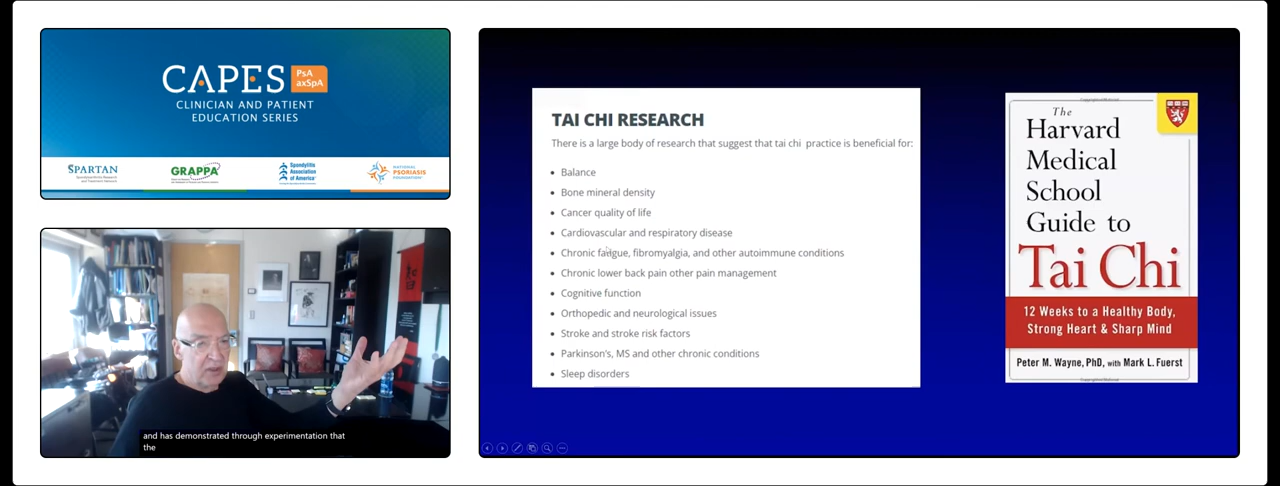 CAPES
PsA
axSpA
CLINICIAN AND PATIENT
EDUCATION SERIES
SPARTAN
GRAPPA
Spondylitis
Association
of America
NATIONAL
PSORIASIS
FOUNDATION
and has demonstrated through experimentation that
the
TAI CHI RESEARCH
There is a large body of research that suggest that tai chi practice is beneficial for:
• Balance
• Bone mineral density
• Cancer quality of life
• Cardiovascular and respiratory disease
• Chronic fatigue, fibromyalgia, and other autoimmune conditions
• Chronic lower back pain other pain management
• Cognitive function
• Orthopedic and neurological issues
• Stroke and stroke risk factors
• Parkinson's, MS and other chronic conditions
• Sleep disorders
The
Harvard
Medical
School
Guide to
Tai Chi
12 Weeks to a Healthy Body,
Strong Heart & Sharp Mind
Peter M. Wayne, PhD, with Mark L. Fuerst